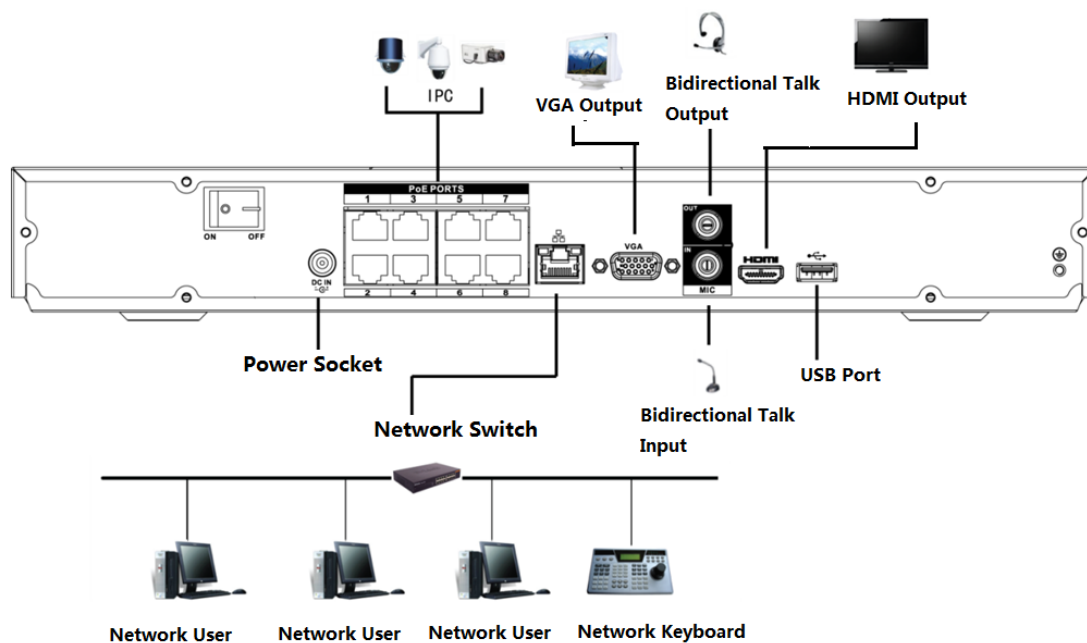 IPC
VGA Output
Bidirectional Talk
Output
HDMI Output
PoE PORTS
1 3 5 7
ON OFF
DC IN
2 4 6 8
VGA
OUT
IN
MIC
HDMI
Power Socket
Network Switch
Bidirectional Talk
Input
USB Port
Network User
Network User
Network User
Network Keyboard